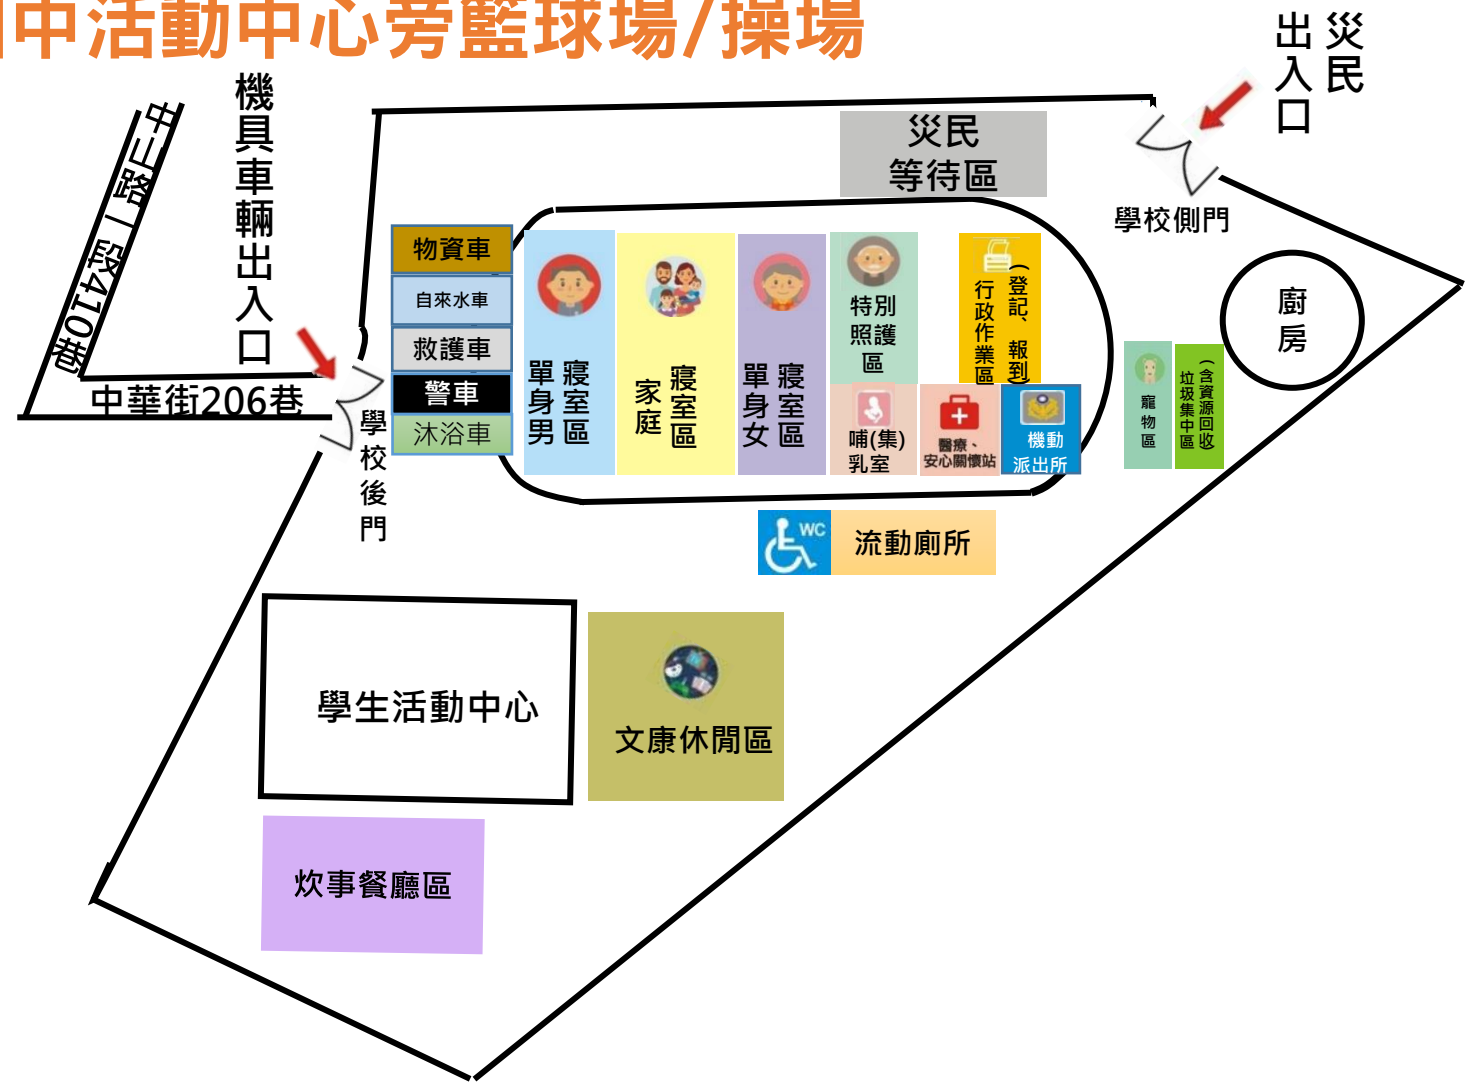 中活動中心旁籃球場/操場
災民
出入口
機具車輛出入口
中山路一段410巷
中華街206巷
學校後門
學校側門
災民
等待區
物資車
自來水車
救護車
警車
沐浴車
單身男
寢室區
家庭
寢室區
單身女
寢室區
特別
照護
區
哺(集)
乳室
行政作業區
(登記、報到)
醫療、
安心關懷站
機動
派出所
寵物區
垃圾集中區
(含資源回收)
廚房
WC
流動廁所
學生活動中心
文康休閒區
炊事餐廳區